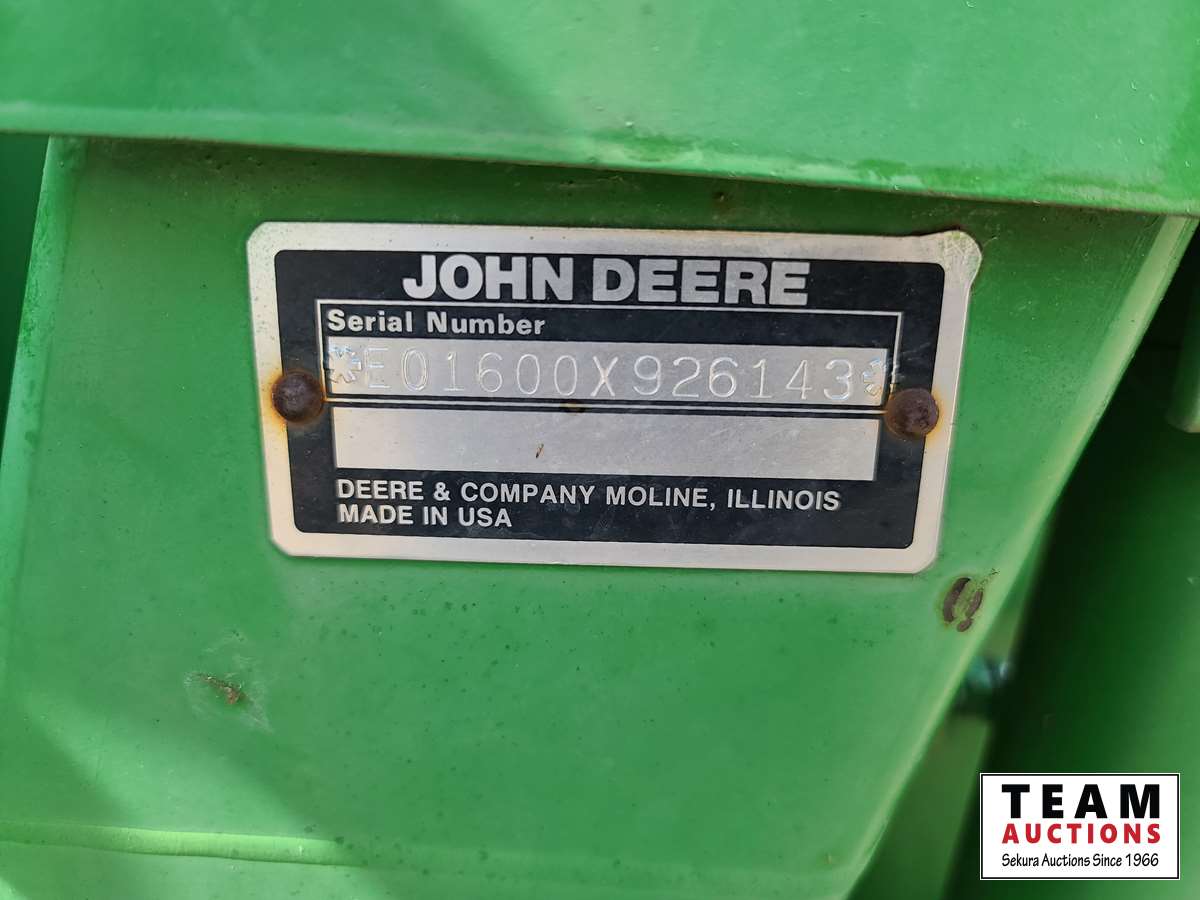 JOHN DEERE
Serial Number
*E01600X926143*
DEERE & COMPANY MOLINE, ILLINOIS
MADE IN USA
TEAM
AUCTIONS
Sekura Auctions Since 1966